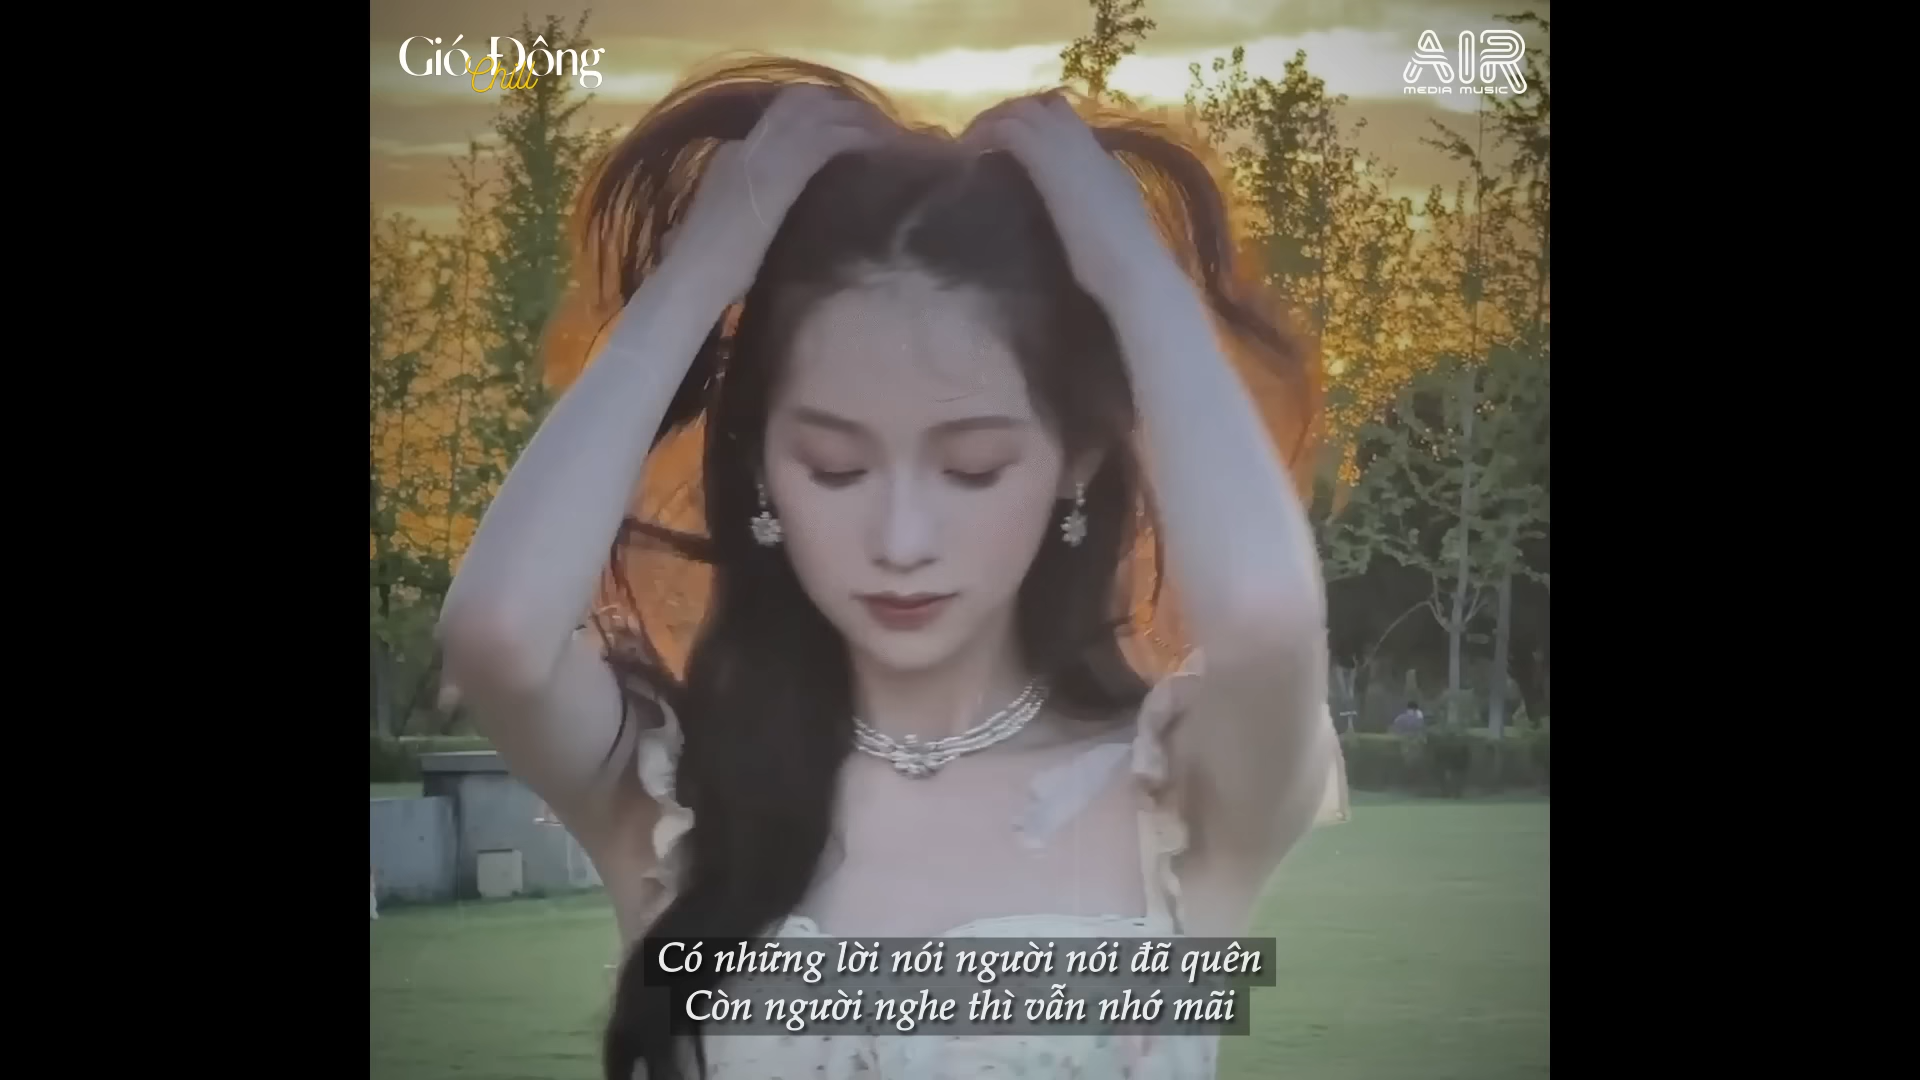 Gió Đông
Chill
AIR
MEDIA MUSIC
Có những lời nói người nói đã quên
Còn người nghe thì vẫn nhớ mãi